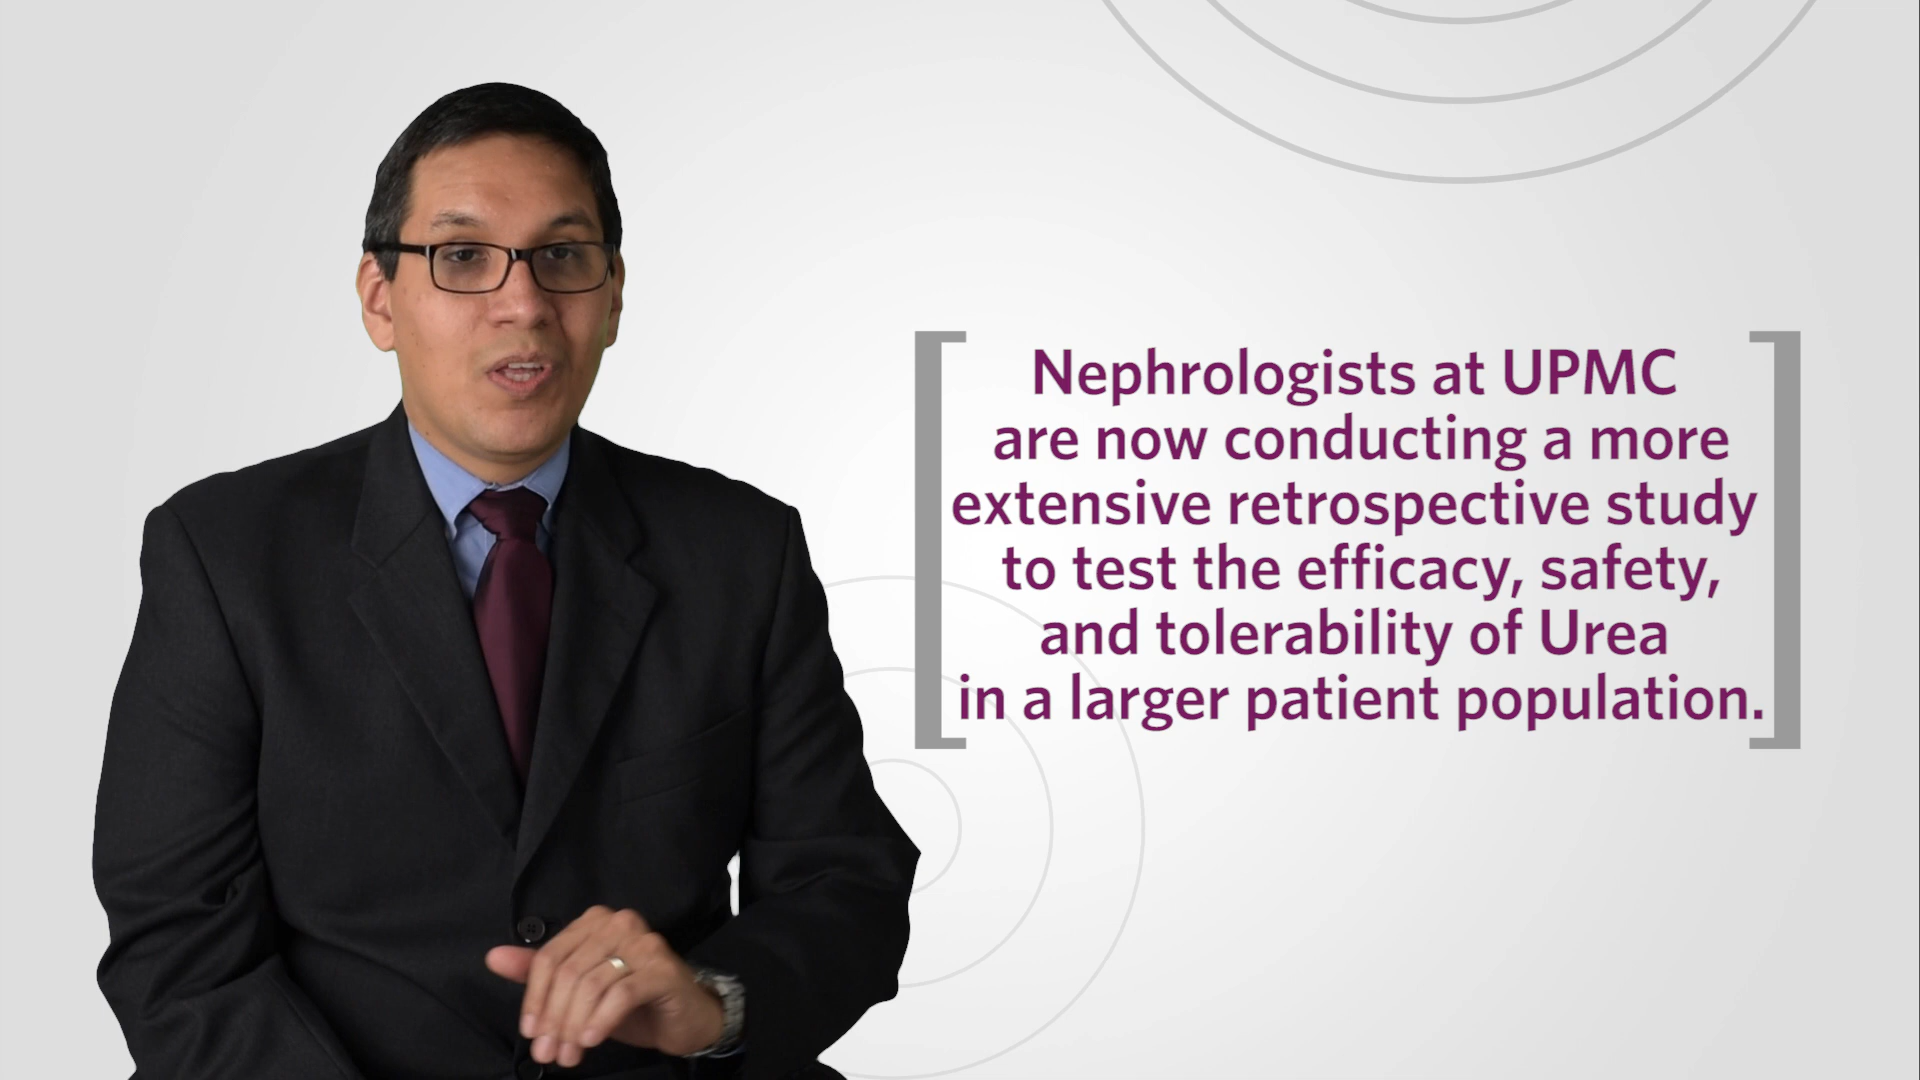 Nephrologists at UPMC
are now conducting a more
extensive retrospective study
to test the efficacy, safety,
and tolerability of Urea
in a larger patient population.